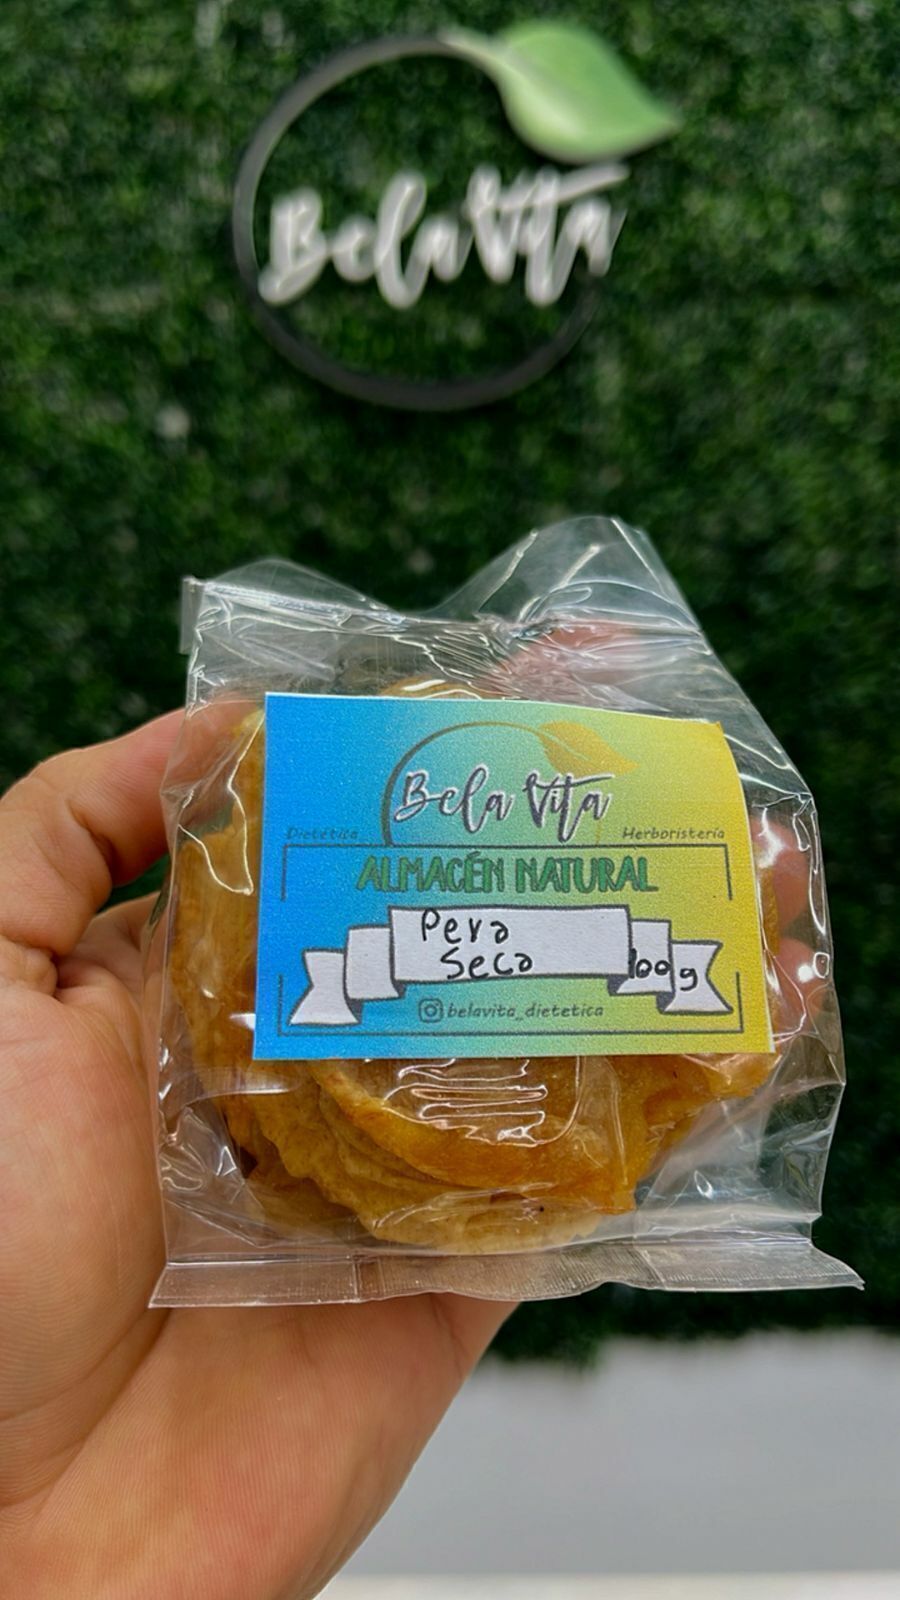 Bela Vita
Bela Vita
Dietética Herboristería
ALMACÉN NATURAL
Pera
Seca 100g
belavita_dietetica